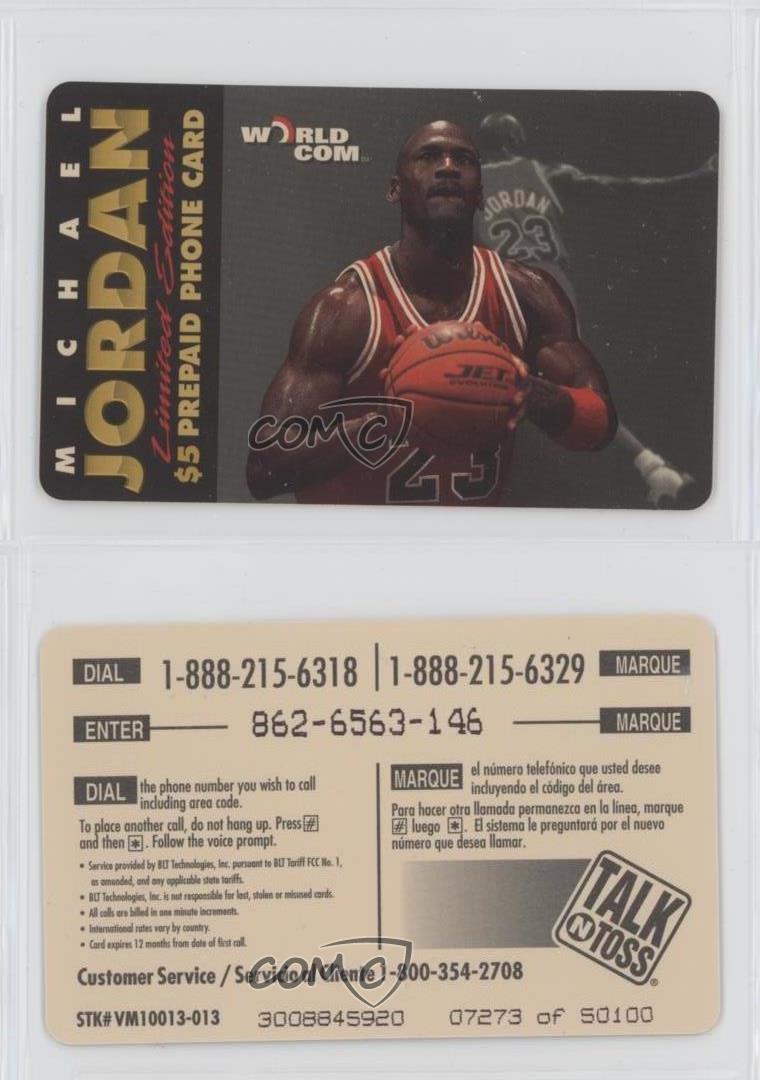 MICHAEL
JORDAN
Limited Edition
$5 PREPAID PHONE CARD
WORLD
COM
JORDAN
23
Wilson
JET
EVOLUTION
23
COMC
DIAL 1-888-215-6318 | 1-888-215-6329 MARQUE
ENTER 862-6563-146 MARQUE
DIAL the phone number you wish to call
including area code.
To place another call, do not hang up. Press #
and then *. Follow the voice prompt.
• Service provided by BLT Technologies, Inc. pursuant to BLT Tariff FCC No. 1,
as amended, and any applicable state tariffs.
• BLT Technologies, Inc. is not responsible for lost, stolen or misused cards.
• All calls are billed in one minute increments.
• International rates vary by country.
• Card expires 12 months from date of first call.
MARQUE el número telefónico que usted desee
incluyendo el código del área.
Para hacer otra llamada permanezca en la línea, marque
# luego *. El sistema le preguntará por el nuevo
número que desea llamar.
TALK
N
TOSS®
COMC
Customer Service / Servicio al Cliente 1-800-354-2708
STK# VM10013-013 3008845920 07273 of 50100